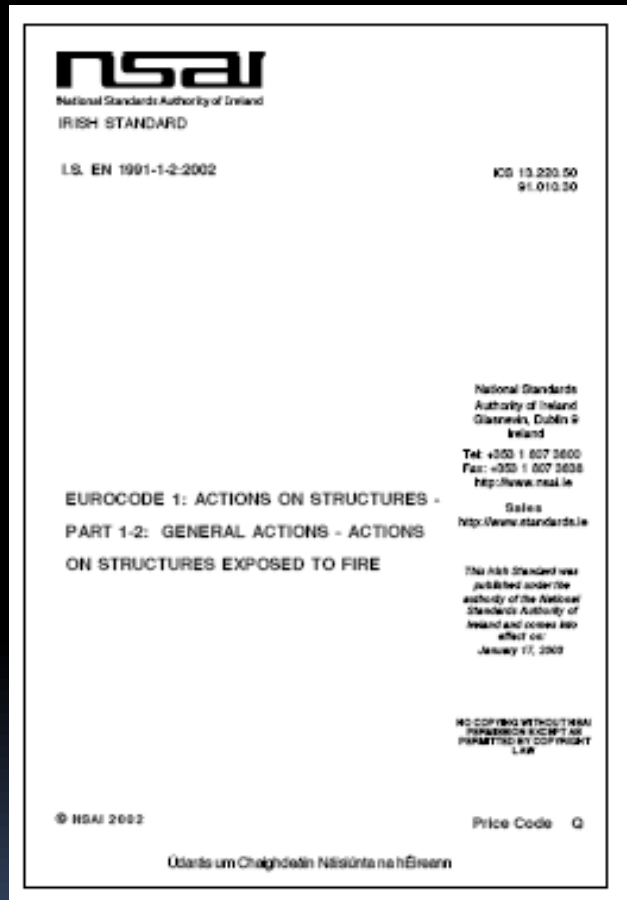 nsai
National Standards Authority of Ireland
IRISH STANDARD
I.S. EN 1991-1-2:2002
ICS 13.220.50
91.010.30
National Standards
Authority of Ireland
Glasnevin, Dublin 9
Ireland
Tel: +353 1 807 3800
Fax: +353 1 807 3838
http://www.nsai.ie
Sales
http://www.standards.ie
EUROCODE 1: ACTIONS ON STRUCTURES -
PART 1-2: GENERAL ACTIONS - ACTIONS
ON STRUCTURES EXPOSED TO FIRE
This Irish Standard was
published under the
authority of the National
Standards Authority of
Ireland and comes into
effect on:
January 17, 2003
NO COPYING WITHOUT NSAI
PERMISSION EXCEPT AS
PERMITTED BY COPYRIGHT
LAW
© NSAI 2002
Price Code Q
Údarás um Chaighdeáin Náisiúnta na hÉireann